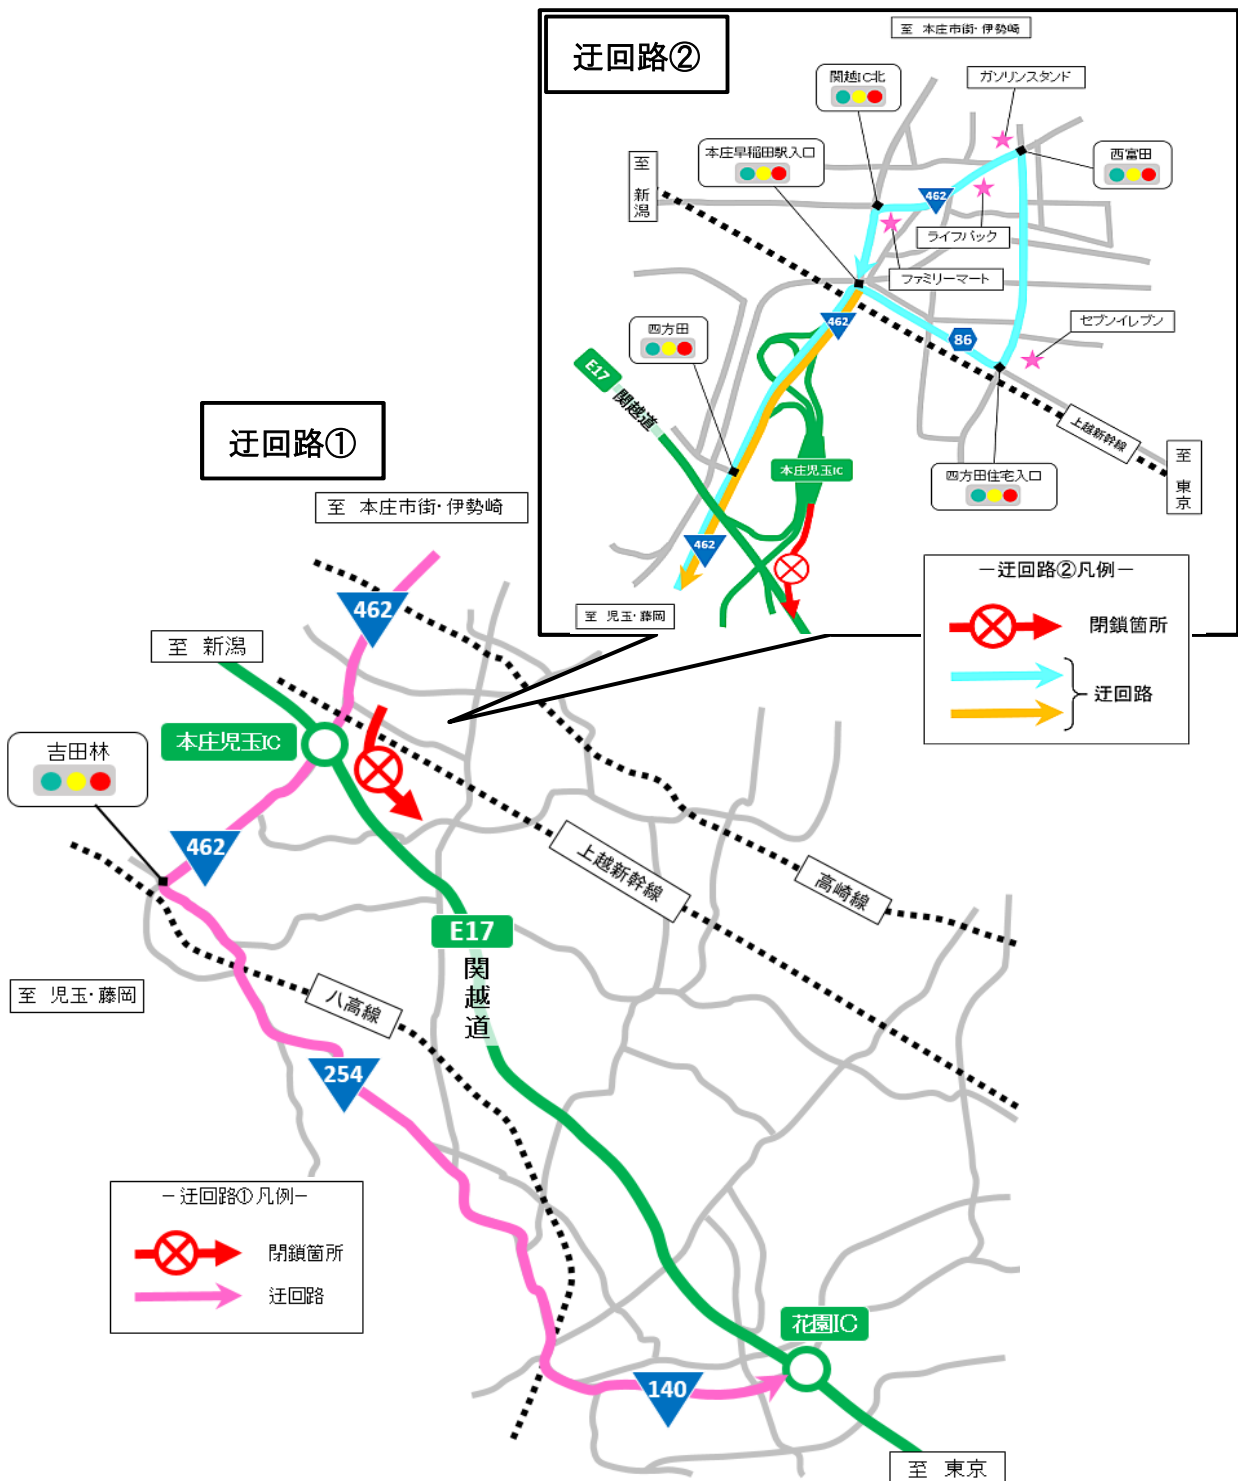 迂回路②
至 本庄市街・伊勢崎
関越IC北
ガソリンスタンド
本庄早稲田駅入口
西富田
至 新潟
462
ライフパック
ファミリーマート
462
四方田
86
セブンイレブン
E17
関越道
上越新幹線
本庄児玉IC
四方田住宅入口
至 東京
462
至 児玉・藤岡
－迂回路②凡例－
閉鎖箇所
迂回路
迂回路①
至 本庄市街・伊勢崎
462
至 新潟
本庄児玉IC
吉田林
462
上越新幹線
高崎線
E17
関越道
至 児玉・藤岡
八高線
254
－迂回路①凡例－
閉鎖箇所
迂回路
花園IC
140
至 東京